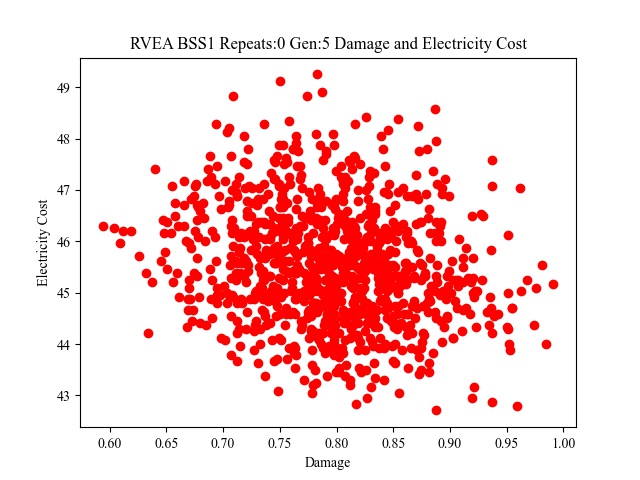 RVEA BSS1 Repeats:0 Gen:5 Damage and Electricity Cost
49
48
47
46
45
44
43
Electricity Cost
0.60 0.65 0.70 0.75 0.80 0.85 0.90 0.95 1.00
Damage